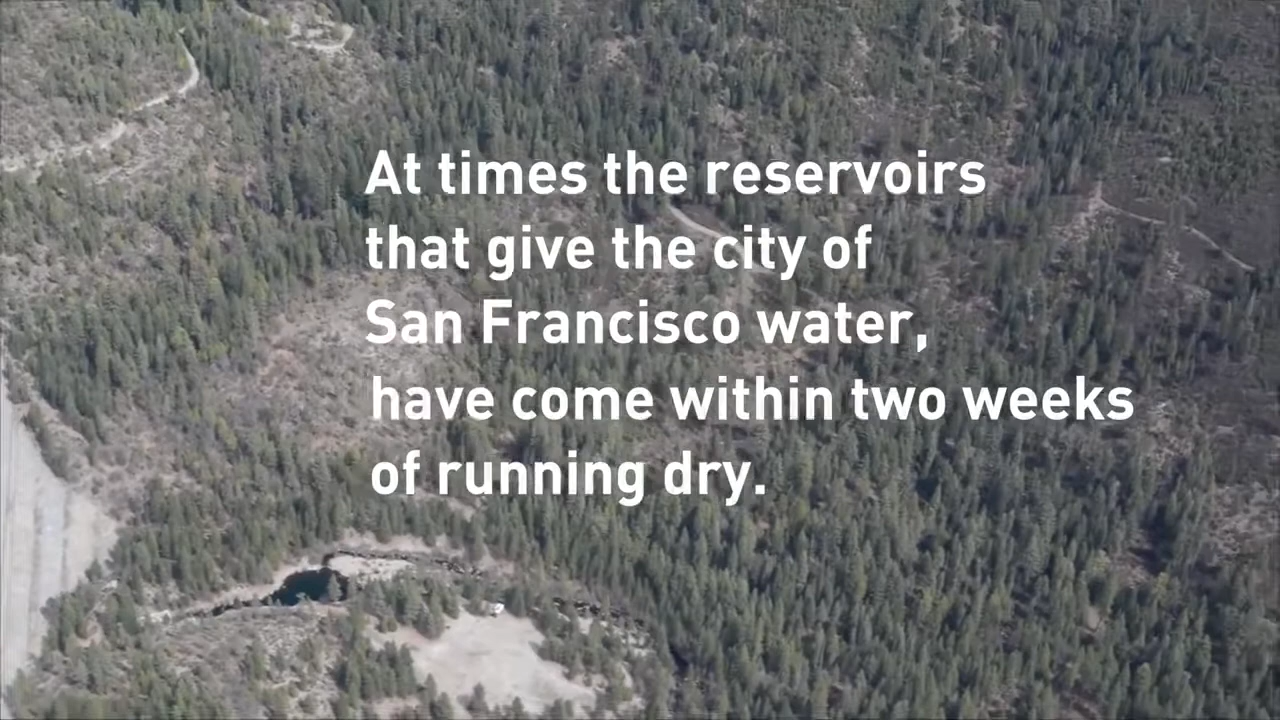 At times the reservoirs
that give the city of
San Francisco water,
have come within two weeks
of running dry.